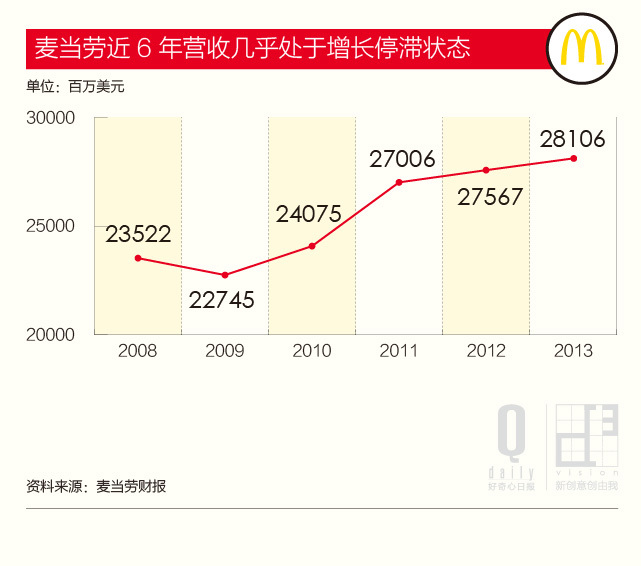 麦当劳近 6 年营收几乎处于增长停滞状态
单位：百万美元
30000
25000
20000
23522
22745
24075
27006
27567
28106
2008
2009
2010
2011
2012
2013
Q
daily
好奇心日报
vision
新创意创由我
资料来源：麦当劳财报